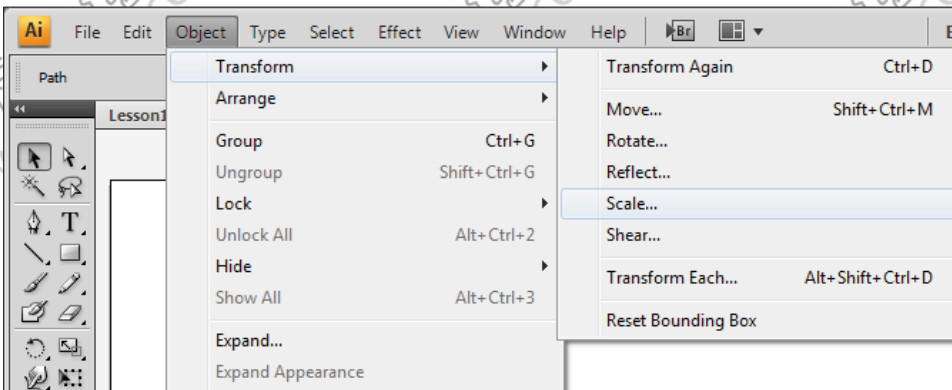 Ai File Edit Object Type Select Effect View Window Help Br
Path
Lesson1
Transform
Arrange
Group Ctrl+G
Ungroup Shift+Ctrl+G
Lock
Unlock All Alt+Ctrl+2
Hide
Show All Alt+Ctrl+3
Expand...
Expand Appearance
Transform Again Ctrl+D
Move... Shift+Ctrl+M
Rotate...
Reflect...
Scale...
Shear...
Transform Each... Alt+Shift+Ctrl+D
Reset Bounding Box
T